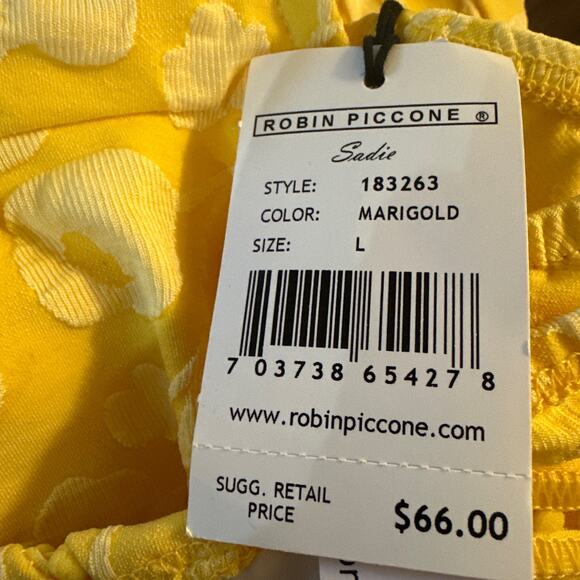 ROBIN PICCONE ®
Sadie
STYLE: 183263
COLOR: MARIGOLD
SIZE: L
7 03738 65427 8
www.robinpiccone.com
SUGG. RETAIL
PRICE $66.00